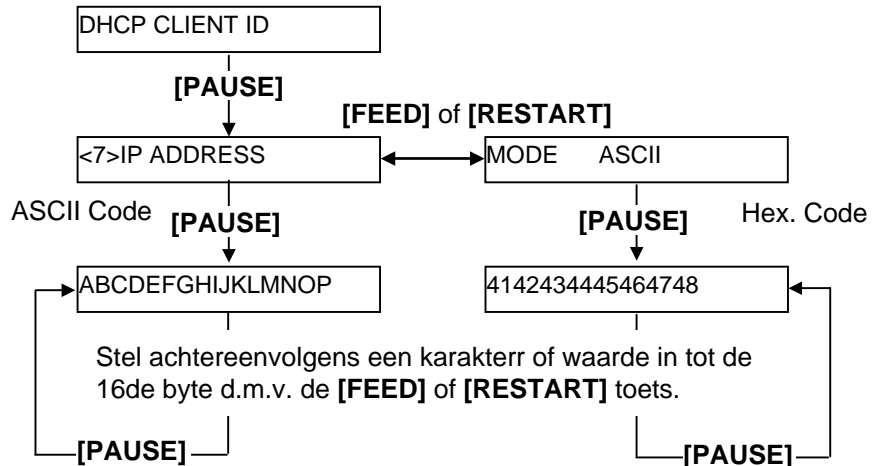 DHCP CLIENT ID
[PAUSE]
[FEED] of [RESTART]
<7>IP ADDRESS
MODE ASCII
ASCII Code
[PAUSE]
[PAUSE]
Hex. Code
ABCDEFGHIJKLMNOP
4142434445464748
Stel achtereenvolgens een karakterr of waarde in tot de
16de byte d.m.v. de [FEED] of [RESTART] toets.
[PAUSE]
[PAUSE]